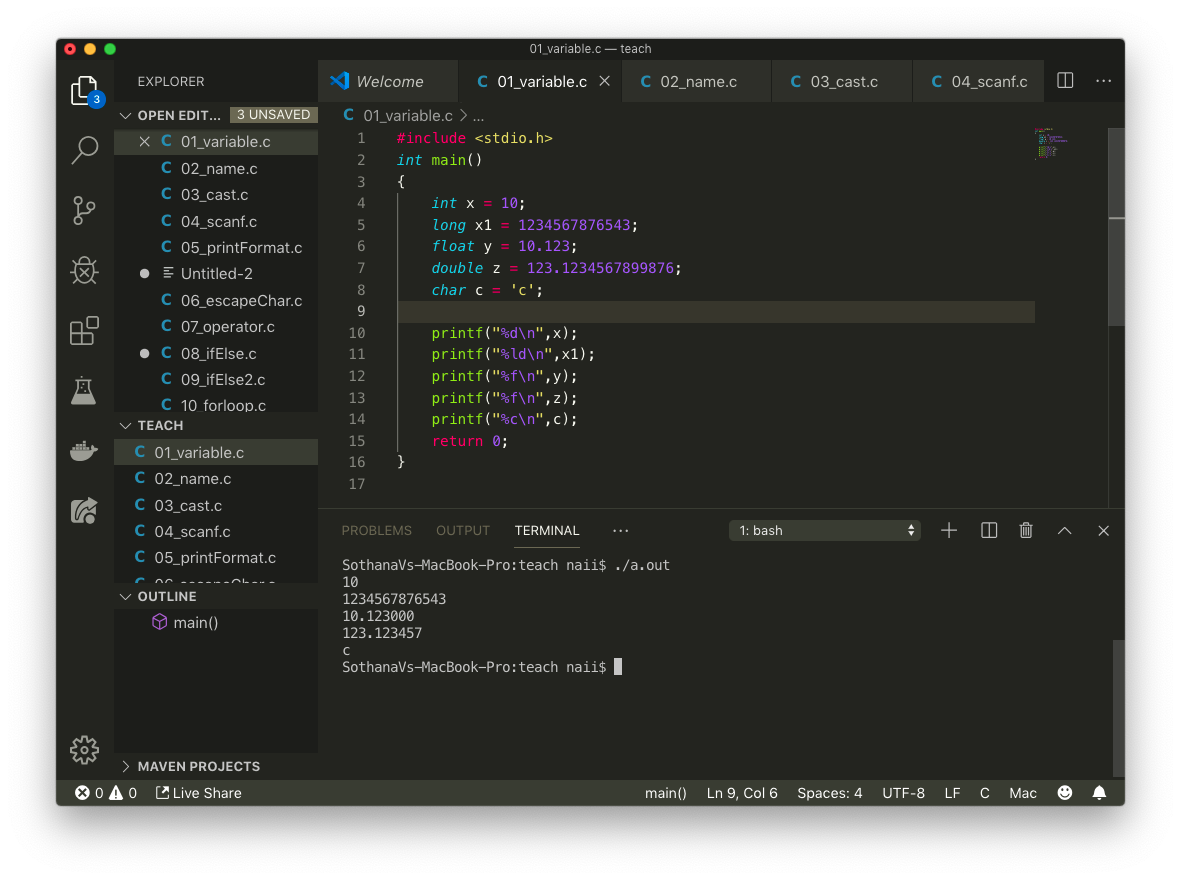 01_variable.c — teach
EXPLORER
OPEN EDIT... 3 UNSAVED
01_variable.c
02_name.c
03_cast.c
04_scanf.c
05_printFormat.c
Untitled-2
06_escapeChar.c
07_operator.c
08_ifElse.c
09_ifElse2.c
10_forloop.c
TEACH
01_variable.c
02_name.c
03_cast.c
04_scanf.c
05_printFormat.c
06_escapeChar.c
OUTLINE
main()
MAVEN PROJECTS
3
Welcome C 01_variable.c C 02_name.c C 03_cast.c C 04_scanf.c ...
C 01_variable.c > ...
1 #include <stdio.h>
2 int main()
3 {
4 int x = 10;
5 long x1 = 1234567876543;
6 float y = 10.123;
7 double z = 123.1234567899876;
8 char c = 'c';
9
10 printf("%d\n",x);
11 printf("%ld\n",x1);
12 printf("%f\n",y);
13 printf("%f\n",z);
14 printf("%c\n",c);
15 return 0;
16 }
17
PROBLEMS OUTPUT TERMINAL ... 1: bash
SothanaVs-MacBook-Pro:teach naii$ ./a.out
10
1234567876543
10.123000
123.123457
c
SothanaVs-MacBook-Pro:teach naii$
0 0 Live Share main() Ln 9, Col 6 Spaces: 4 UTF-8 LF C Mac